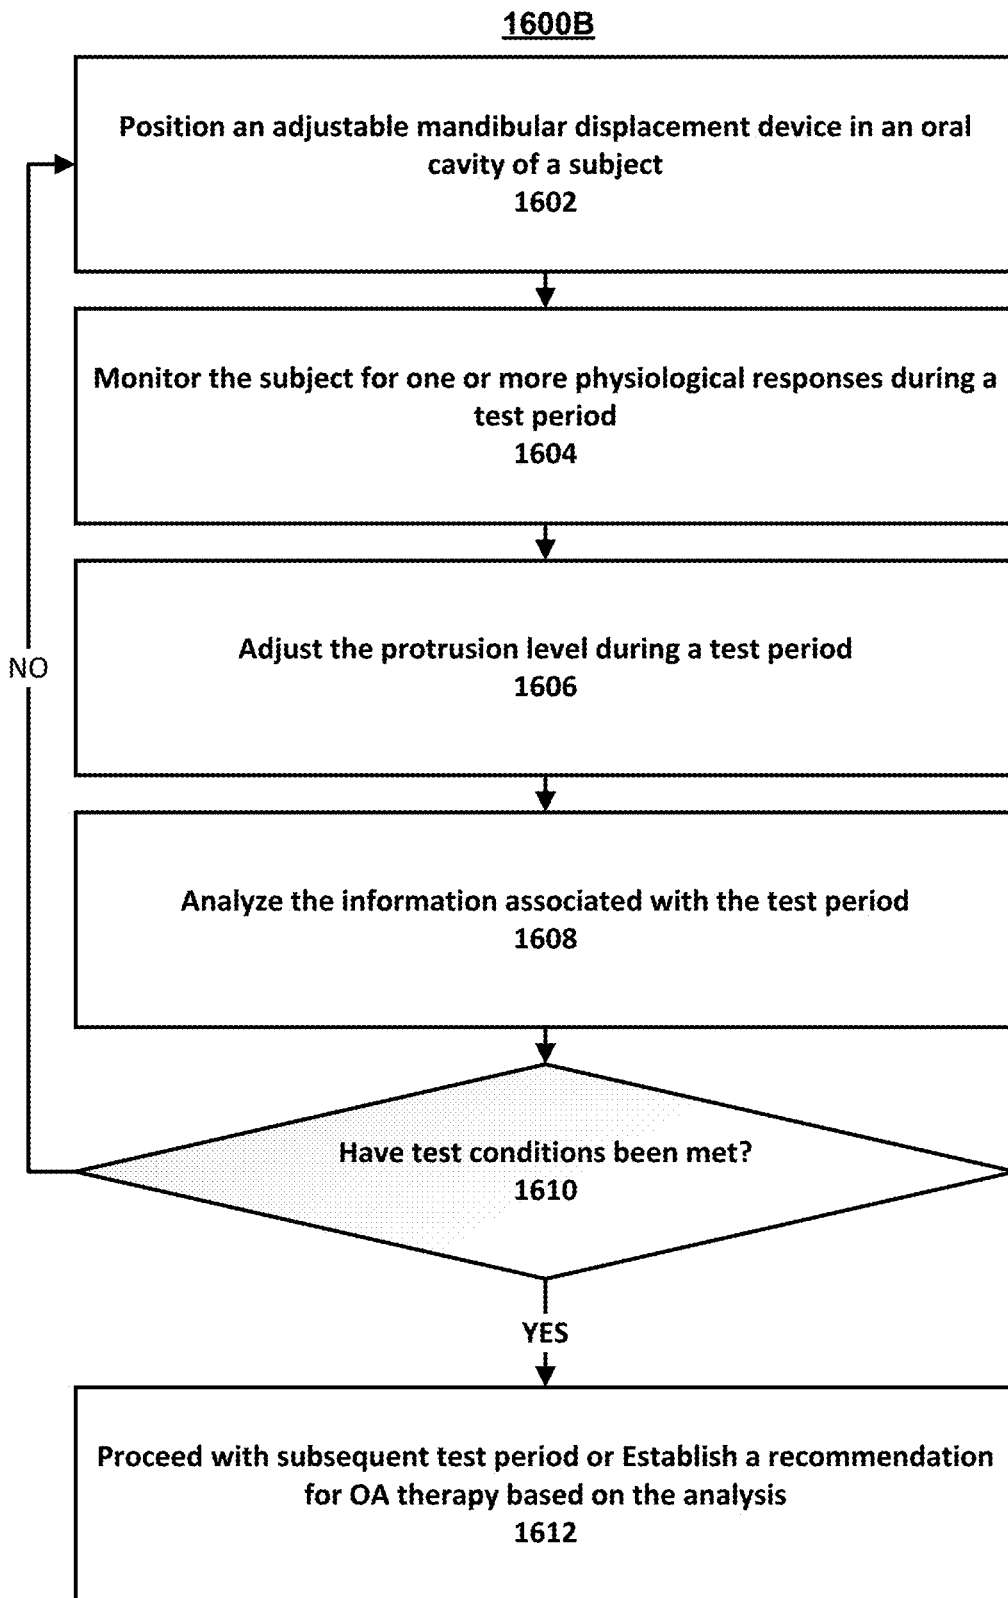 1600B
Position an adjustable mandibular displacement device in an oral
cavity of a subject
1602
Monitor the subject for one or more physiological responses during a
test period
1604
Adjust the protrusion level during a test period
1606
NO
Analyze the information associated with the test period
1608
Have test conditions been met?
1610
YES
Proceed with subsequent test period or Establish a recommendation
for OA therapy based on the analysis
1612